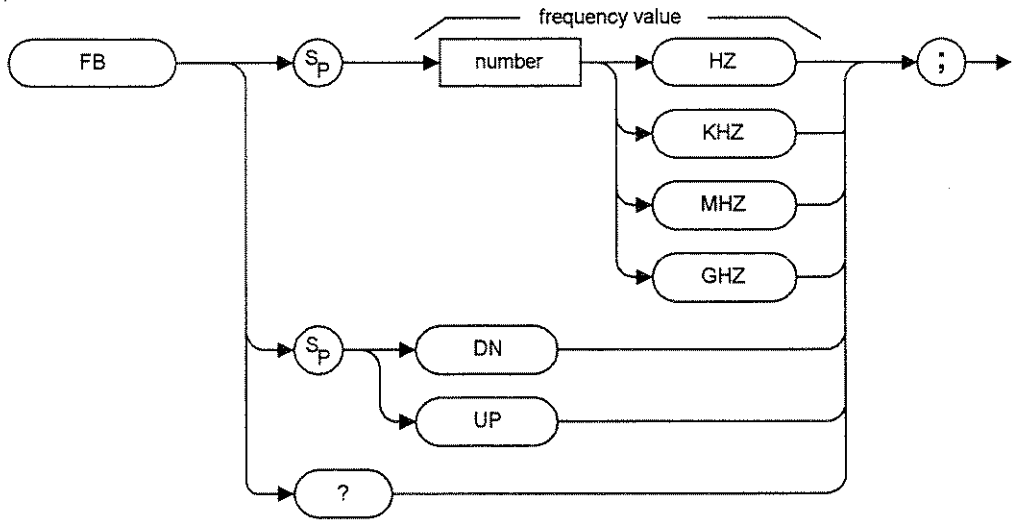 frequency value
FB
SP
number
HZ
;
KHZ
MHZ
GHZ
SP
DN
UP
?